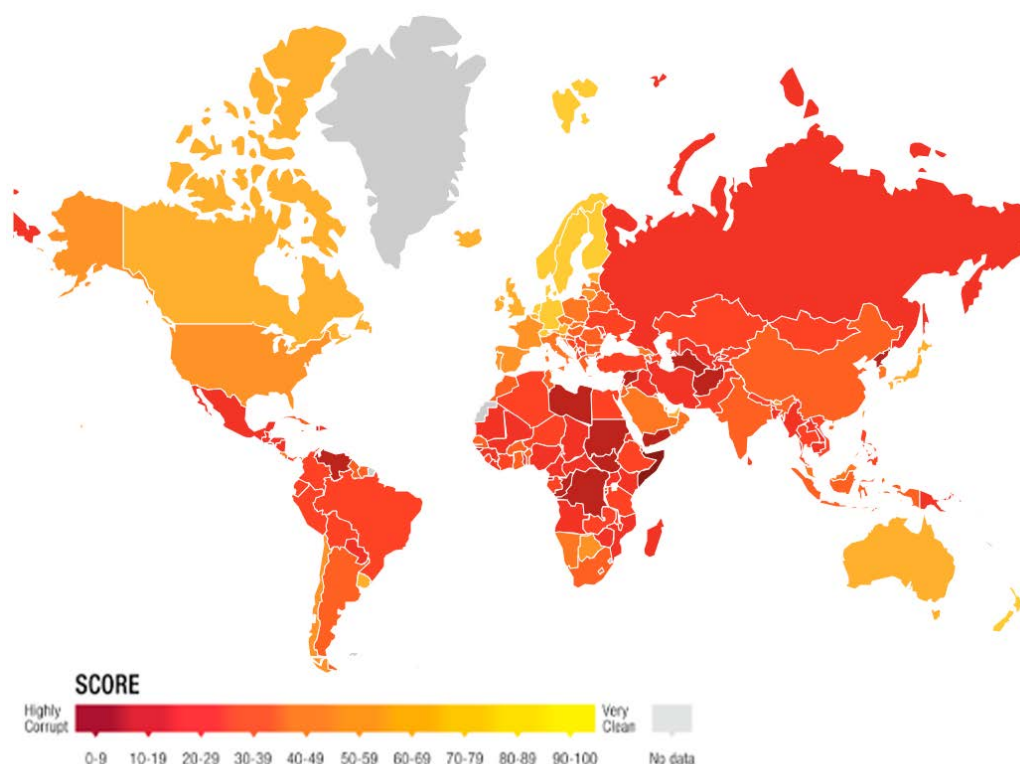 SCORE
Highly
Corrupt
Very
Clean
0-9 10-19 20-29 30-39 40-49 50-59 60-69 70-79 80-89 90-100 No data